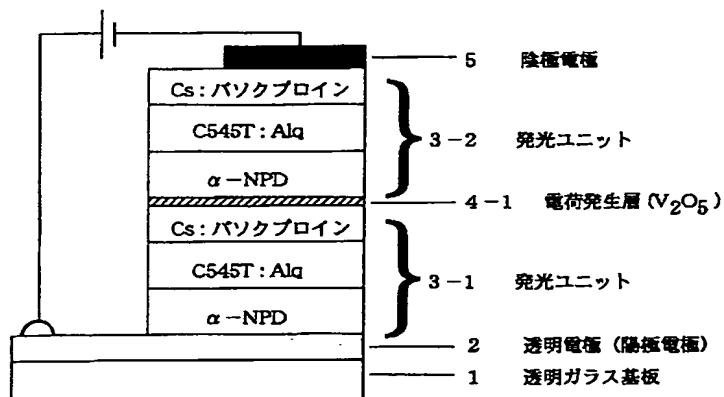 5 陰極電極
Cs:バソクプロイン
C545T:Alq
3-2 発光ユニット
α-NPD
4-1 電荷発生層 (V₂O₅)
Cs:バソクプロイン
C545T:Alq
3-1 発光ユニット
α-NPD
2 透明電極 (陽極電極)
1 透明ガラス基板